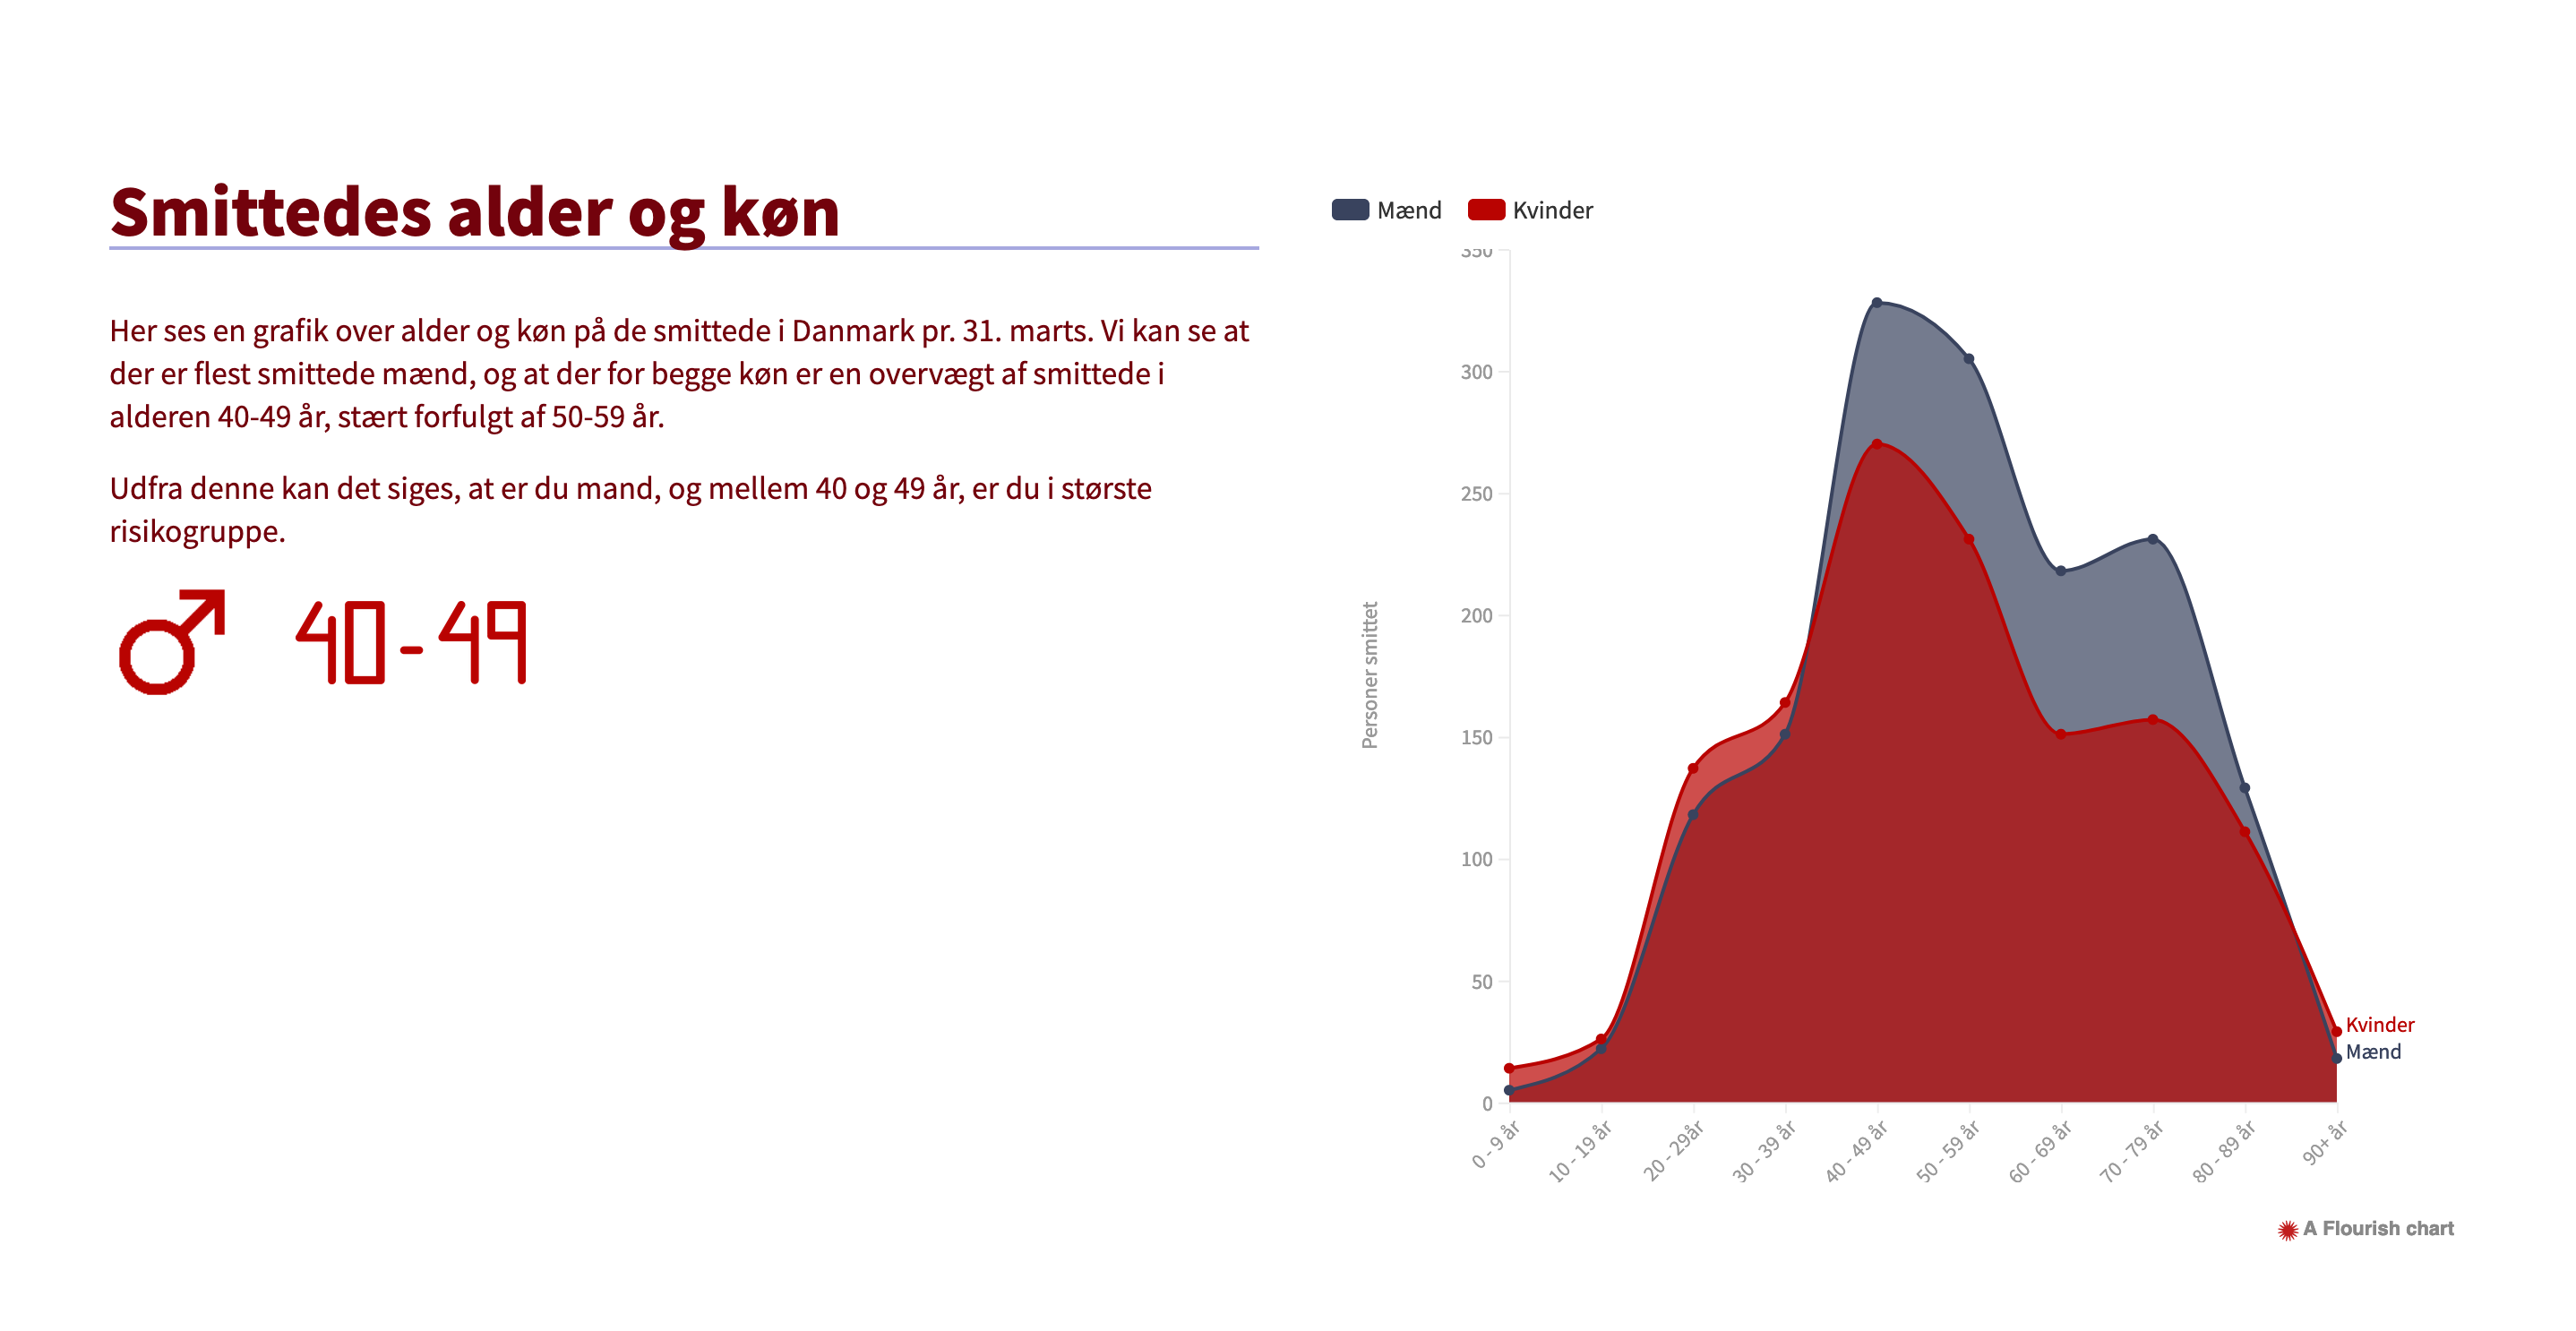 Smittedes alder og køn
Her ses en grafik over alder og køn på de smittede i Danmark pr. 31. marts. Vi kan se at
der er flest smittede mænd, og at der for begge køn er en overvægt af smittede i
alderen 40-49 år, stært forfulgt af 50-59 år.
Udfra denne kan det siges, at er du mand, og mellem 40 og 49 år, er du i største
risikogruppe.
40-49
Mænd Kvinder
350
300
250
200
150
100
50
0
Personer smittet
Kvinder
Mænd
0 - 9 år
10 - 19 år
20 - 29år
30 - 39 år
40 - 49 år
50 - 59 år
60 - 69 år
70 - 79 år
80 - 89 år
90+ år
A Flourish chart